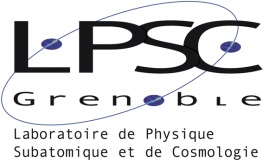 LPSC
Grenoble
Laboratoire de Physique
Subatomique et de Cosmologie